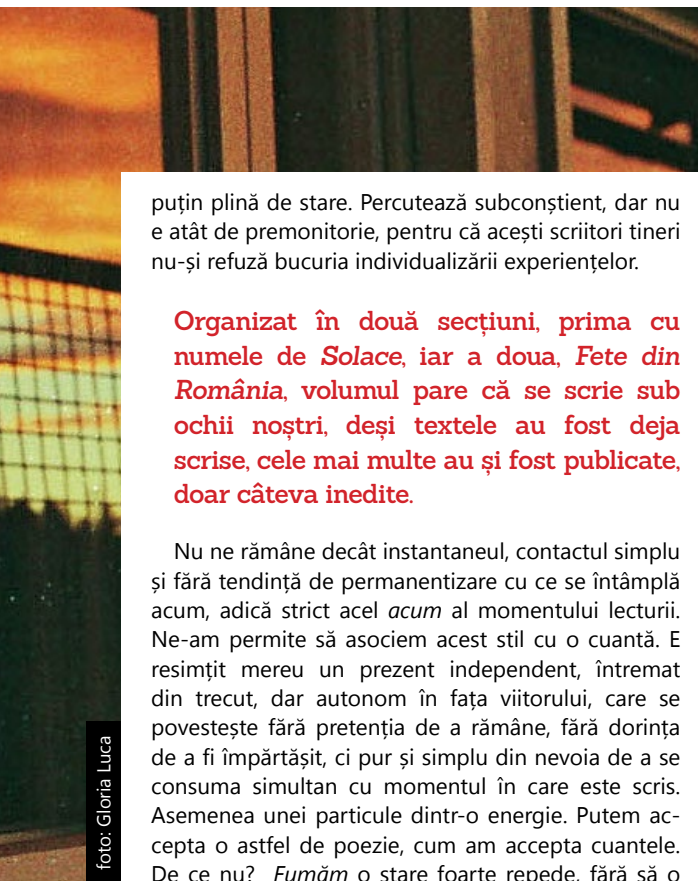 puțin plină de stare. Percutează subconștient, dar nu
e atât de premonitorie, pentru că acești scriitori tineri
nu-și refuză bucuria individualizării experiențelor.
Organizat în două secțiuni, prima cu
numele de Solace, iar a doua, Fete din
România, volumul pare că se scrie sub
ochii noștri, deși textele au fost deja
scrise, cele mai multe au și fost publicate,
doar câteva inedite.
Nu ne rămâne decât instantaneul, contactul simplu
și fără tendință de permanentizare cu ce se întâmplă
acum, adică strict acel acum al momentului lecturii.
Ne-am permite să asociem acest stil cu o cuantă. E
resimțit mereu un prezent independent, întremat
din trecut, dar autonom în fața viitorului, care se
povestește fără pretenția de a rămâne, fără dorința
de a fi împărtășit, ci pur și simplu din nevoia de a se
consuma simultan cu momentul în care este scris.
Asemenea unei particule dintr-o energie. Putem ac-
cepta o astfel de poezie, cum am accepta cuantele.
De ce nu? Fumăm o stare foarte repede, fără să o
foto: Gloria Luca